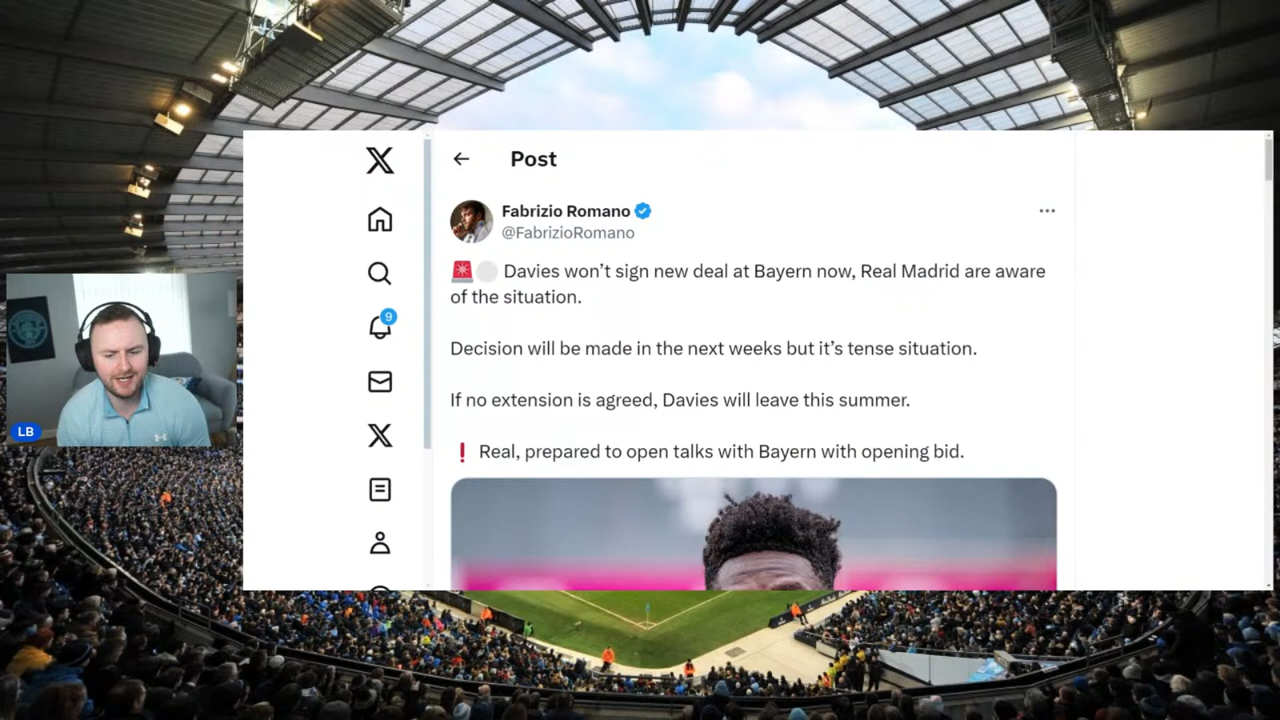 Post
Fabrizio Romano
@FabrizioRomano
Davies won’t sign new deal at Bayern now, Real Madrid are aware
of the situation.
Decision will be made in the next weeks but it’s tense situation.
If no extension is agreed, Davies will leave this summer.
❗ Real, prepared to open talks with Bayern with opening bid.
9
LB